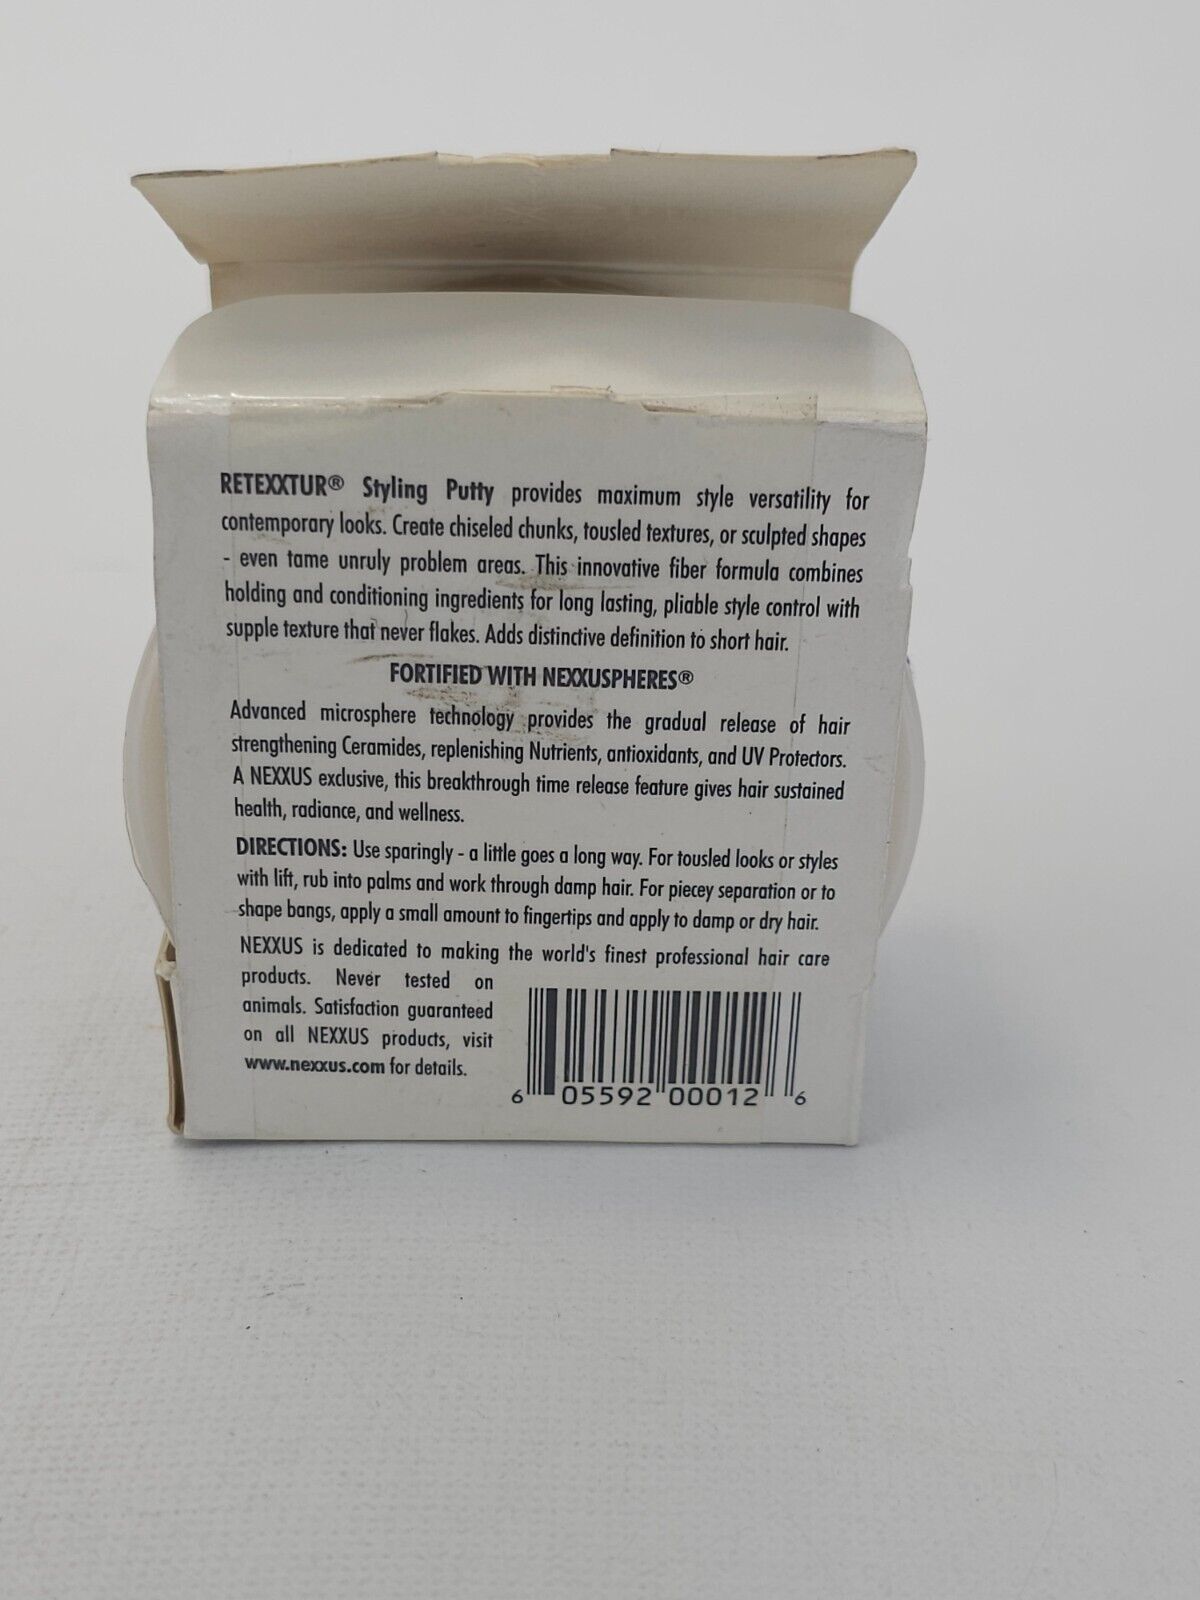 RETEXXTUR® Styling Putty provides maximum style versatility for
contemporary looks. Create chiseled chunks, tousled textures, or sculpted shapes
- even tame unruly problem areas. This innovative fiber formula combines
holding and conditioning ingredients for long lasting, pliable style control with
supple texture that never flakes. Adds distinctive definition to short hair.
FORTIFIED WITH NEXXUSPHERES®
Advanced microsphere technology provides the gradual release of hair
strengthening Ceramides, replenishing Nutrients, antioxidants, and UV Protectors.
A NEXXUS exclusive, this breakthrough time release feature gives hair sustained
health, radiance, and wellness.
DIRECTIONS: Use sparingly - a little goes a long way. For tousled looks or styles
with lift, rub into palms and work through damp hair. For piecey separation or to
shape bangs, apply a small amount to fingertips and apply to damp or dry hair.
NEXXUS is dedicated to making the world's finest professional hair care
products. Never tested on
animals. Satisfaction guaranteed
on all NEXXUS products, visit
www.nexxus.com for details.
6 05592 00012 6